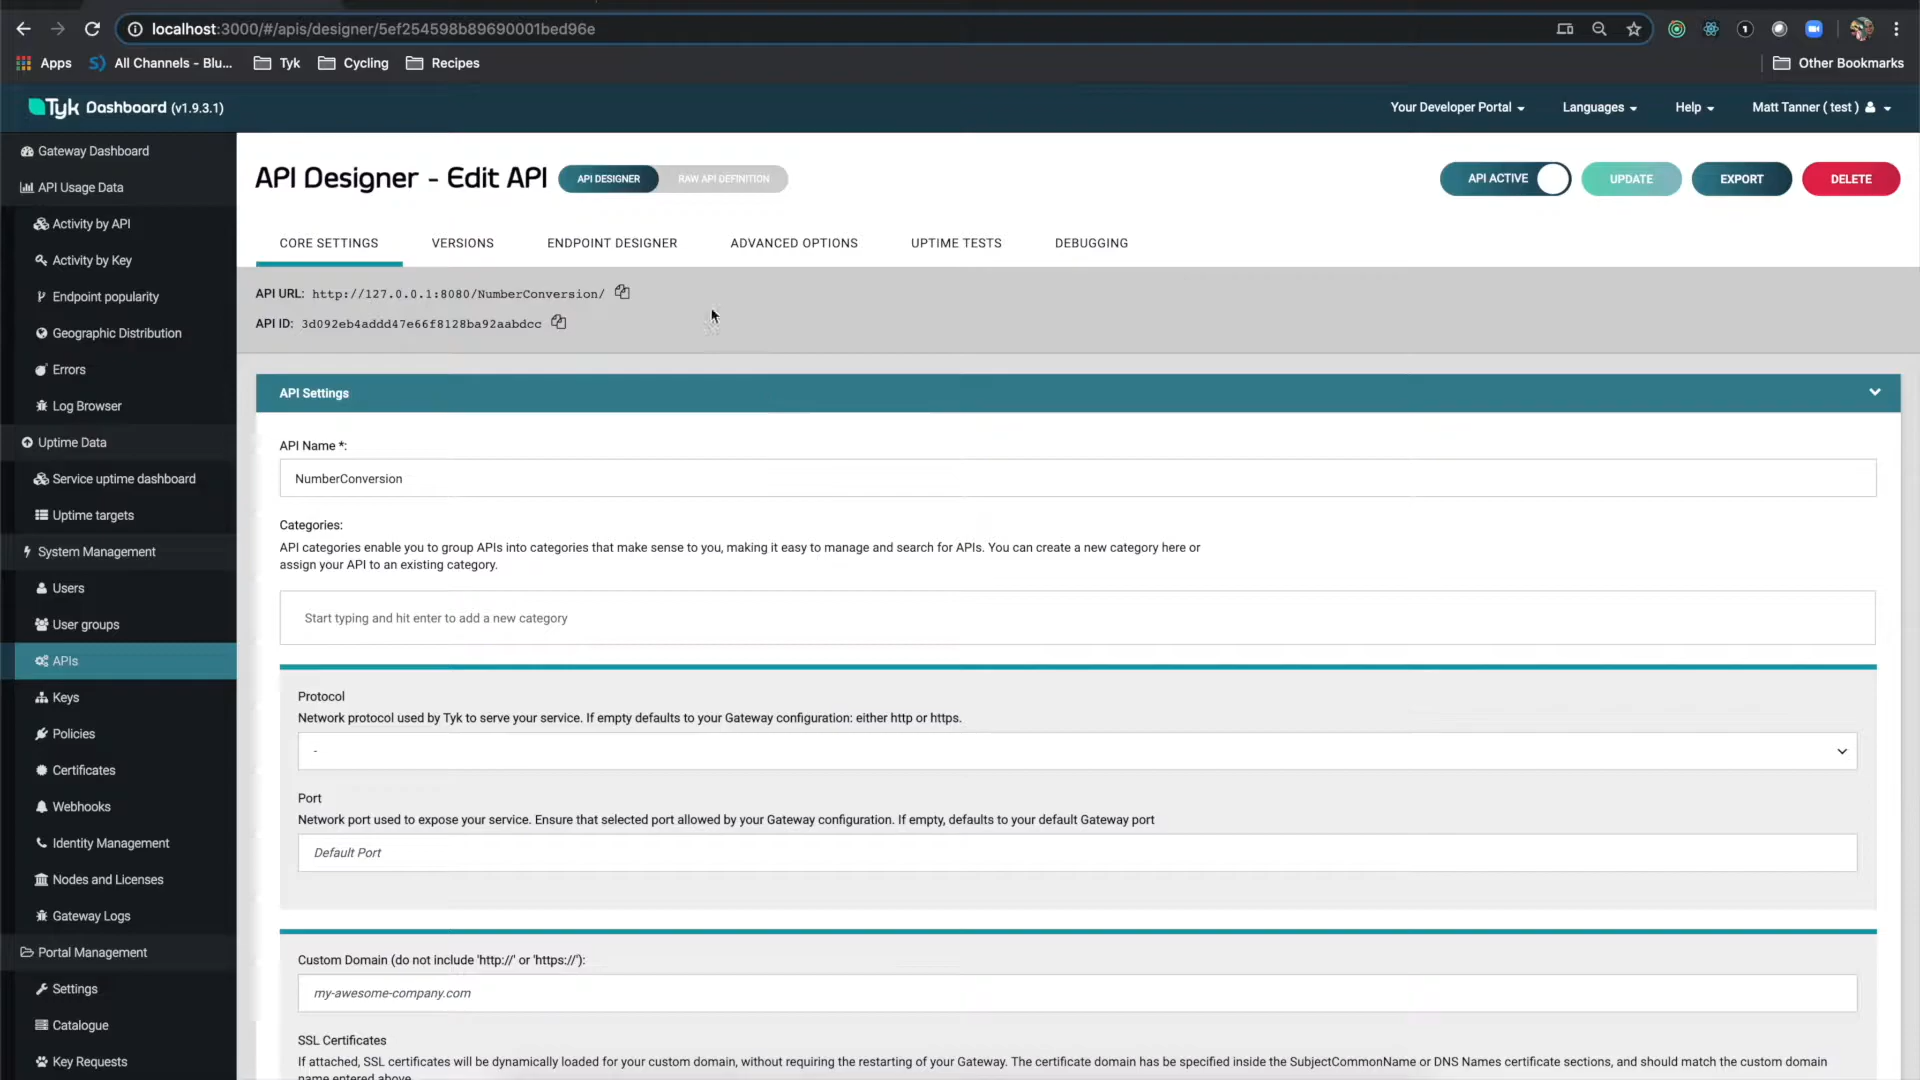 localhost:3000/#/apis/designer/5ef254598b89690001bed96e
Apps
All Channels - Blu...
Tyk
Cycling
Recipes
Other Bookmarks
Tyk Dashboard (v1.9.3.1)
Your Developer Portal
Languages
Help
Matt Tanner ( test )
Gateway Dashboard
API Usage Data
Activity by API
Activity by Key
Endpoint popularity
Geographic Distribution
Errors
Log Browser
Uptime Data
Service uptime dashboard
Uptime targets
System Management
Users
User groups
APIs
Keys
Policies
Certificates
Webhooks
Identity Management
Nodes and Licenses
Gateway Logs
Portal Management
Settings
Catalogue
Key Requests
API Designer - Edit API
API DESIGNER
RAW API DEFINITION
API ACTIVE
UPDATE
EXPORT
DELETE
CORE SETTINGS
VERSIONS
ENDPOINT DESIGNER
ADVANCED OPTIONS
UPTIME TESTS
DEBUGGING
API URL: http://127.0.0.1:8080/NumberConversion/
API ID: 3d092eb4addd47e66f8128ba92aabdcc
API Settings
API Name *:
NumberConversion
Categories:
API categories enable you to group APIs into categories that make sense to you, making it easy to manage and search for APIs. You can create a new category here or
assign your API to an existing category.
Start typing and hit enter to add a new category
Protocol
Network protocol used by Tyk to serve your service. If empty defaults to your Gateway configuration: either http or https.
-
Port
Network port used to expose your service. Ensure that selected port allowed by your Gateway configuration. If empty, defaults to your default Gateway port
Default Port
Custom Domain (do not include 'http://' or 'https://'):
my-awesome-company.com
SSL Certificates
If attached, SSL certificates will be dynamically loaded for your custom domain, without requiring the restarting of your Gateway. The certificate domain has be specified inside the SubjectCommonName or DNS Names certificate sections, and should match the custom domain
name entered above